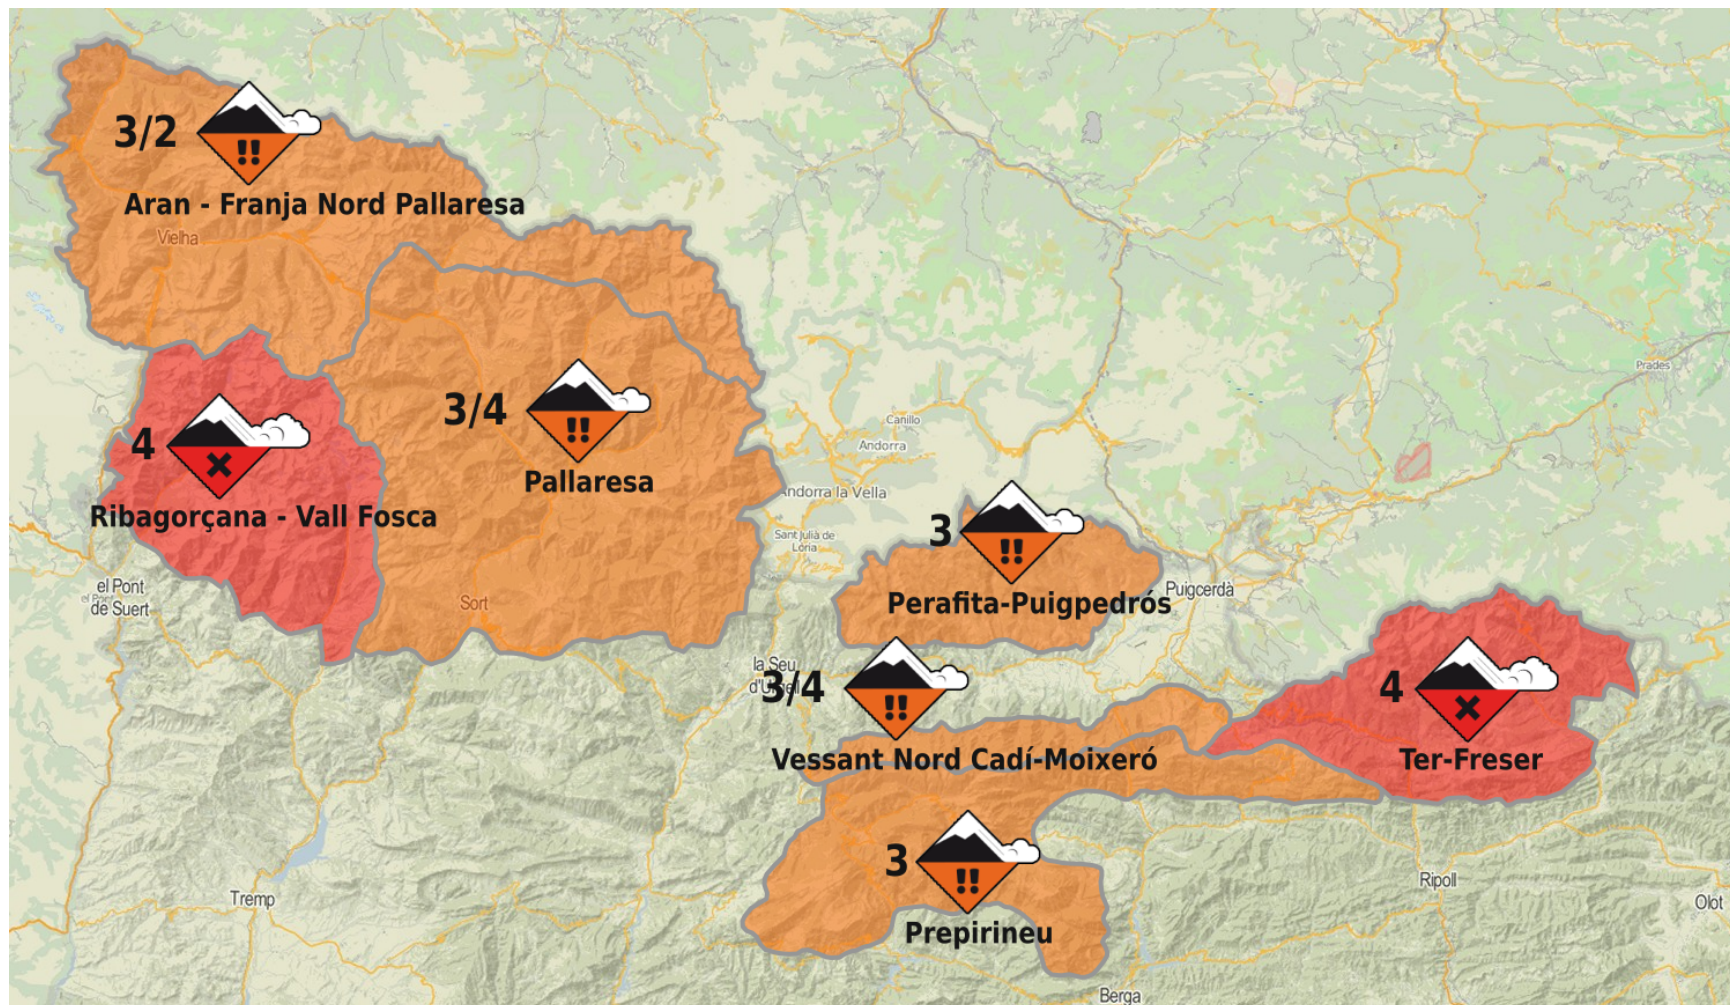 3/2
!!
Aran - Franja Nord Pallaresa
Vielha
3/4
!!
Pallaresa
4
Ribagorçana - Vall Fosca
el Pont
de Suert
Sort
Prades
Canillo
Andorra
Andorra la Vella
Sant Julià de
Lòria
3
!!
Perafita-Puigpedrós
Puigcerdà
la Seu
d'Urgell
3/4
!!
Vessant Nord Cadí-Moixeró
4
Ter-Freser
3
!!
Prepirineu
Tremp
Ripoll
Olot
Berga